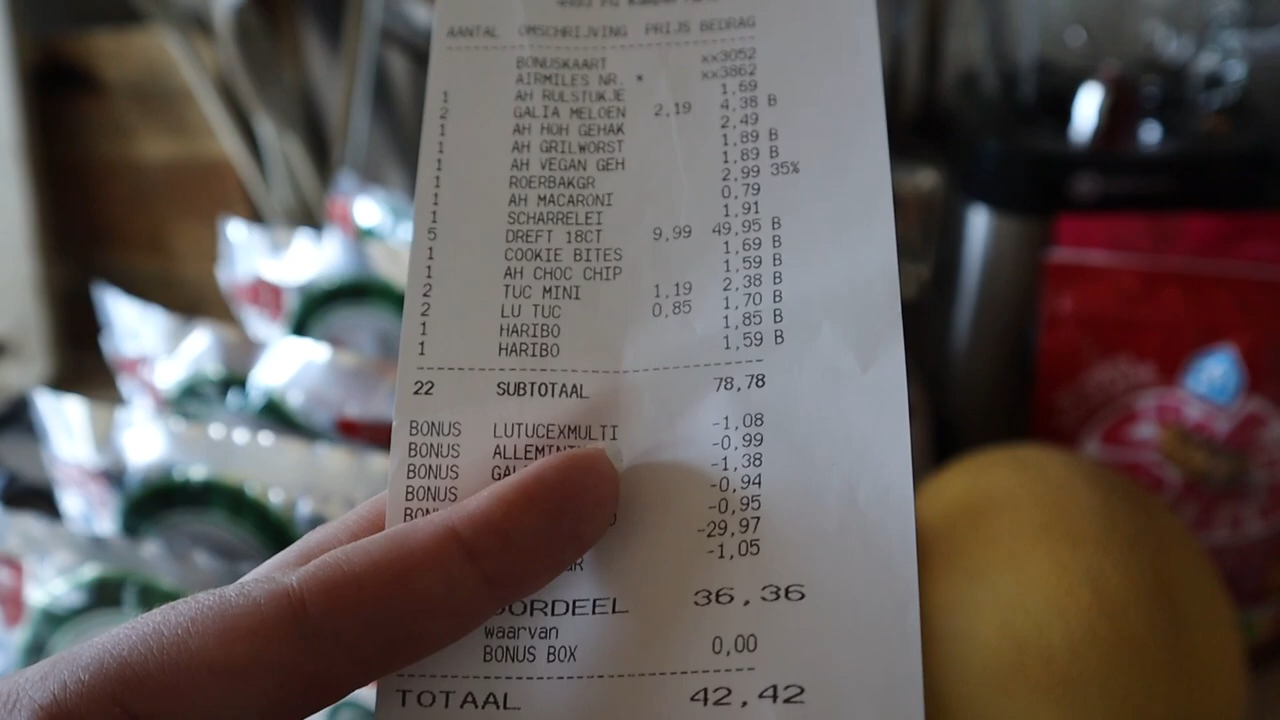 AANTAL OMSCHRIJVING PRIJS BEDRAG
BONUSKAART xx3052
AIRMILES NR. * xx3862
1 AH RULSTUKJE 1,69
2 GALIA MELOEN 2,19 4,38 B
1 AH HOH GEHAK 2,49
1 AH GRILWORST 1,89 B
1 AH VEGAN GEH 1,89 B
1 ROERBAKGR 2,99 35%
1 AH MACARONI 0,79
1 SCHARRELEI 1,91
5 DREFT 18CT 9,99 49,95 B
1 COOKIE BITES 1,69 B
1 AH CHOC CHIP 1,59 B
2 TUC MINI 1,19 2,38 B
2 LU TUC 0,85 1,70 B
1 HARIBO 1,85 B
1 HARIBO 1,59 B
22 SUBTOTAAL 78,78
BONUS LUTUCEXMULTI -1,08
BONUS -0,99
BONUS -1,38
BONUS -0,94
-0,95
-29,97
-1,05
OORDEEL 36,36
waarvan
BONUS BOX 0,00
TOTAAL 42,42